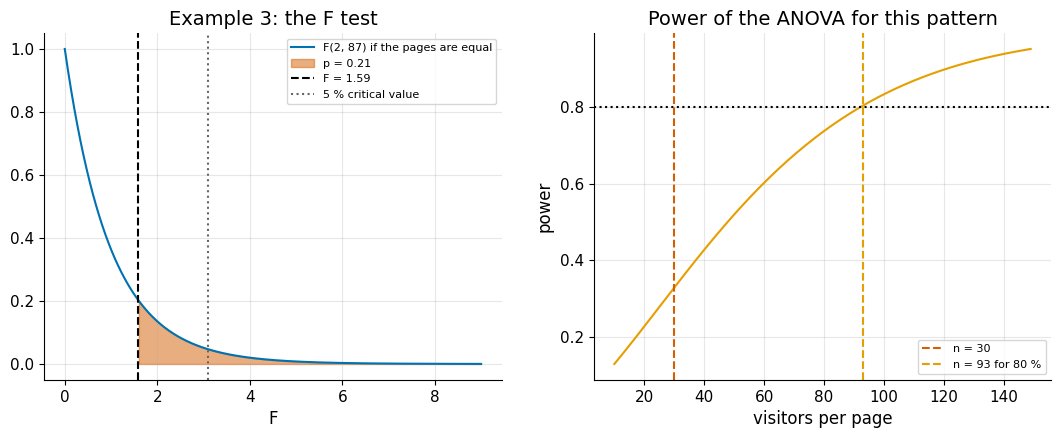 Example 3: the F test
1.0
0.8
0.6
0.4
0.2
0.0
0
2
4
6
8
F
F(2, 87) if the pages are equal
p = 0.21
F = 1.59
5 % critical value
Power of the ANOVA for this pattern
power
0.8
0.6
0.4
0.2
20
40
60
80
100
120
140
visitors per page
n = 30
n = 93 for 80 %